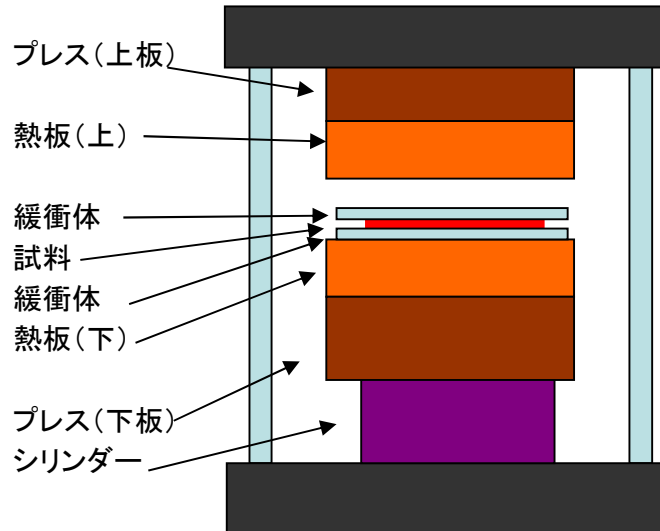 プレス(上板)
熱板(上)
緩衝体
試料
緩衝体
熱板(下)
プレス(下板)
シリンダー